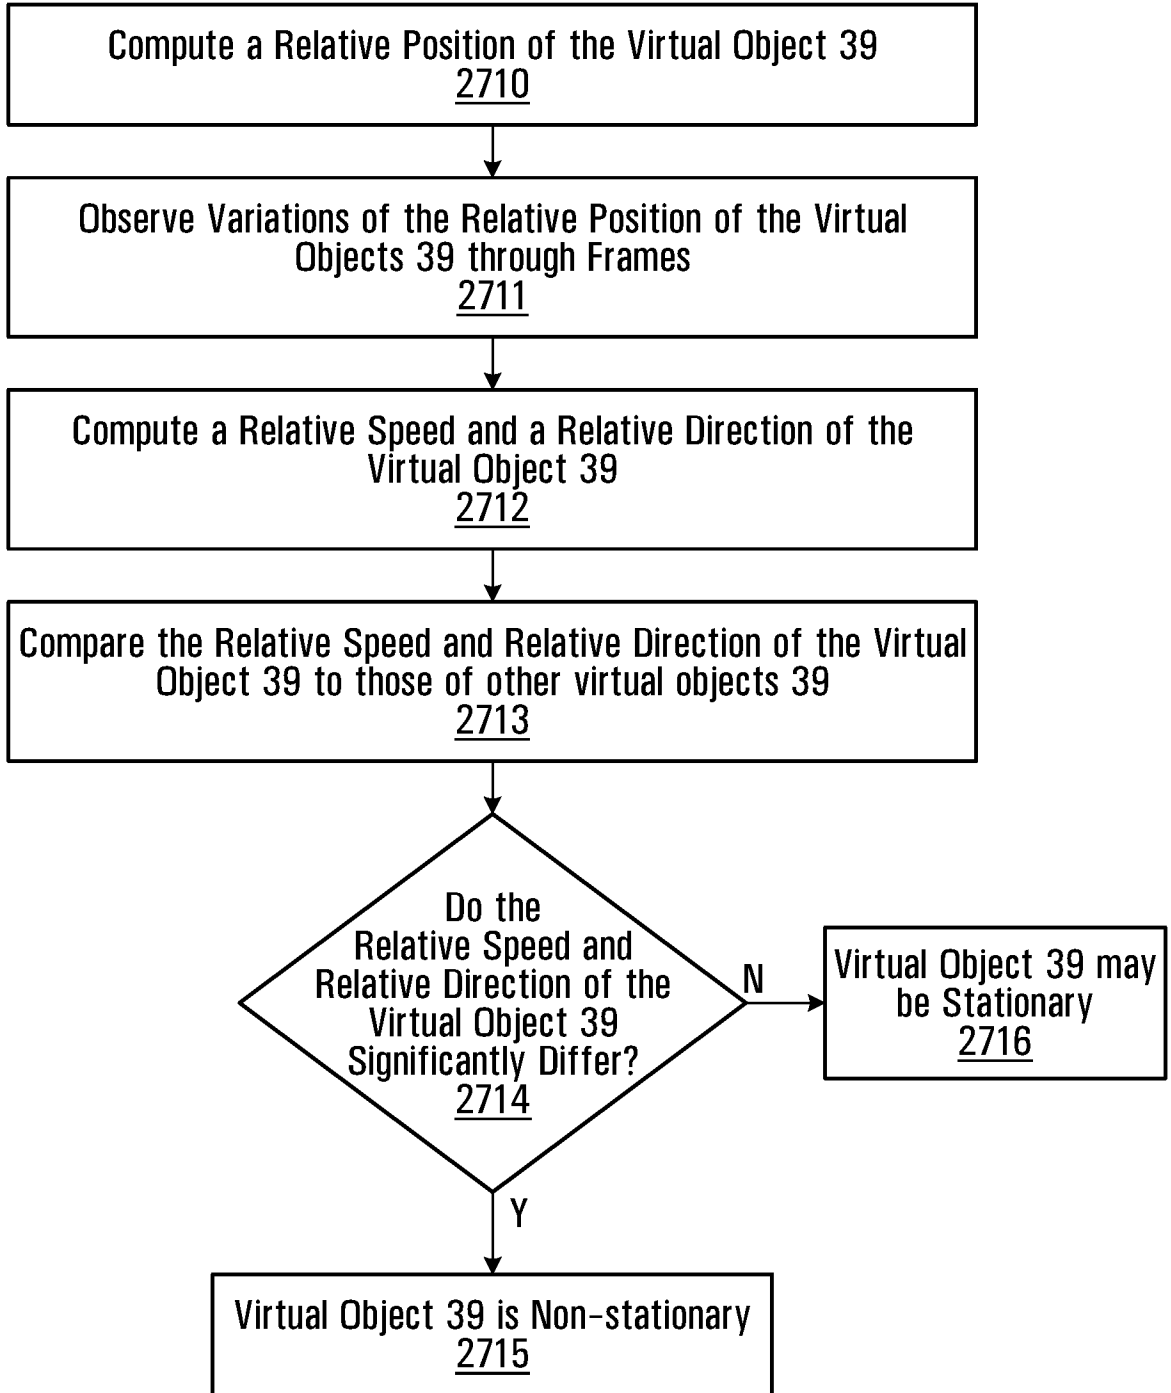 Compute a Relative Position of the Virtual Object 39
2710
Observe Variations of the Relative Position of the Virtual
Objects 39 through Frames
2711
Compute a Relative Speed and a Relative Direction of the
Virtual Object 39
2712
Compare the Relative Speed and Relative Direction of the Virtual
Object 39 to those of other virtual objects 39
2713
Do the
Relative Speed and
Relative Direction of the
Virtual Object 39
Significantly Differ?
2714
N
Virtual Object 39 may
be Stationary
2716
Y
Virtual Object 39 is Non-stationary
2715